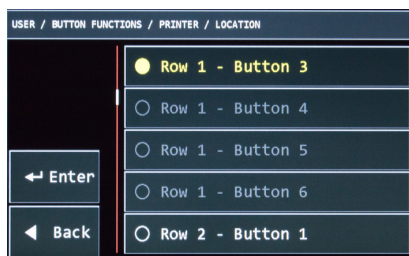 USER / BUTTON FUNCTIONS / PRINTER / LOCATION
Row 1 - Button 3
Row 1 - Button 4
Row 1 - Button 5
Row 1 - Button 6
Row 2 - Button 1
Enter
Back